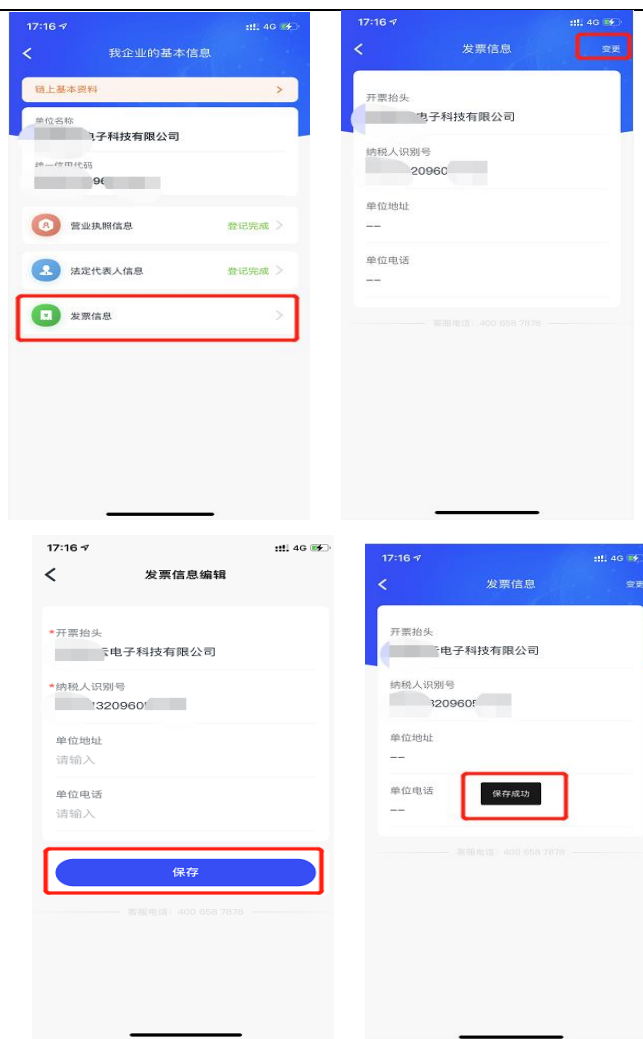 17:16
4G
我企业的基本信息
链上基本资料
单位名称
电子科技有限公司
统一信用代码
96
营业执照信息
登记完成
法定代表人信息
登记完成
发票信息
17:16
4G
发票信息
变更
开票抬头
电子科技有限公司
纳税人识别号
20960
单位地址
--
单位电话
--
客服电话：400 658 7878
17:16
4G
发票信息编辑
*开票抬头
云电子科技有限公司
*纳税人识别号
320960
单位地址
请输入
单位电话
请输入
保存
客服电话：400 658 7878
17:16
4G
发票信息
变更
开票抬头
电子科技有限公司
纳税人识别号
320960
单位地址
--
单位电话
--
保存成功
客服电话：400 658 7878